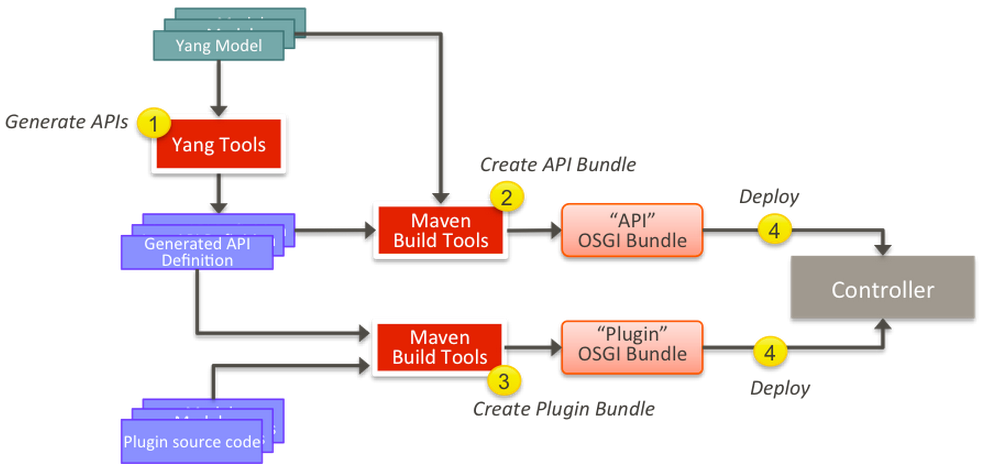 Yang Model
Generate APIs
1
Yang Tools
Create API Bundle
2
Deploy
Maven
Build Tools
"API"
OSGI Bundle
4
Generated API
Definition
Controller
Maven
Build Tools
"Plugin"
OSGI Bundle
4
3
Deploy
Create Plugin Bundle
Plugin source code